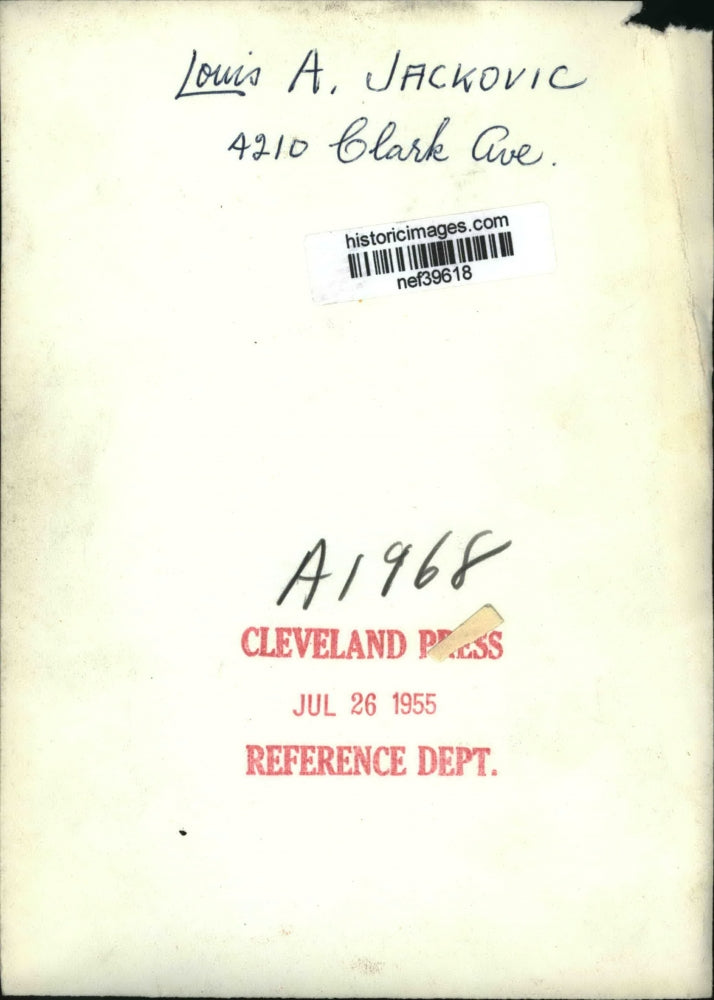 Louis A. JACKOVIC
4210 Clark Ave.
historicimages.com
nef39618
A1968
CLEVELAND PRESS
JUL 26 1955
REFERENCE DEPT.